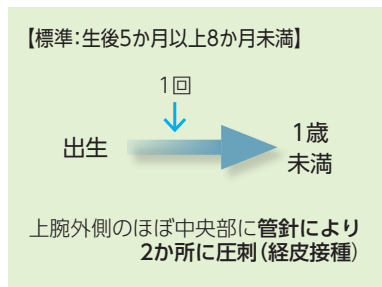 【標準：生後5か月以上8か月未満】
1回
出生
1歳
未満
上腕外側のほぼ中央部に管針により
2か所に圧刺（経皮接種）